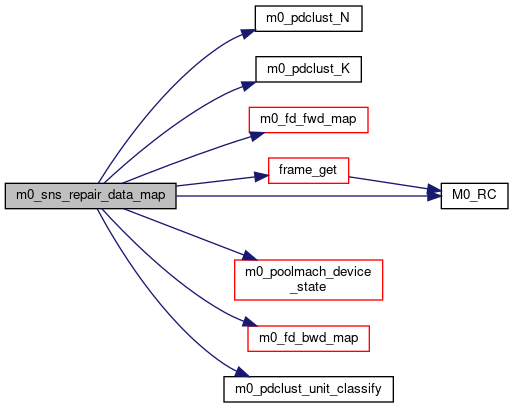 m0_pdclust_N
m0_pdclust_K
m0_fd_fwd_map
frame_get
m0_sns_repair_data_map
M0_RC
m0_poolmach_device
_state
m0_fd_bwd_map
m0_pdclust_unit_classify